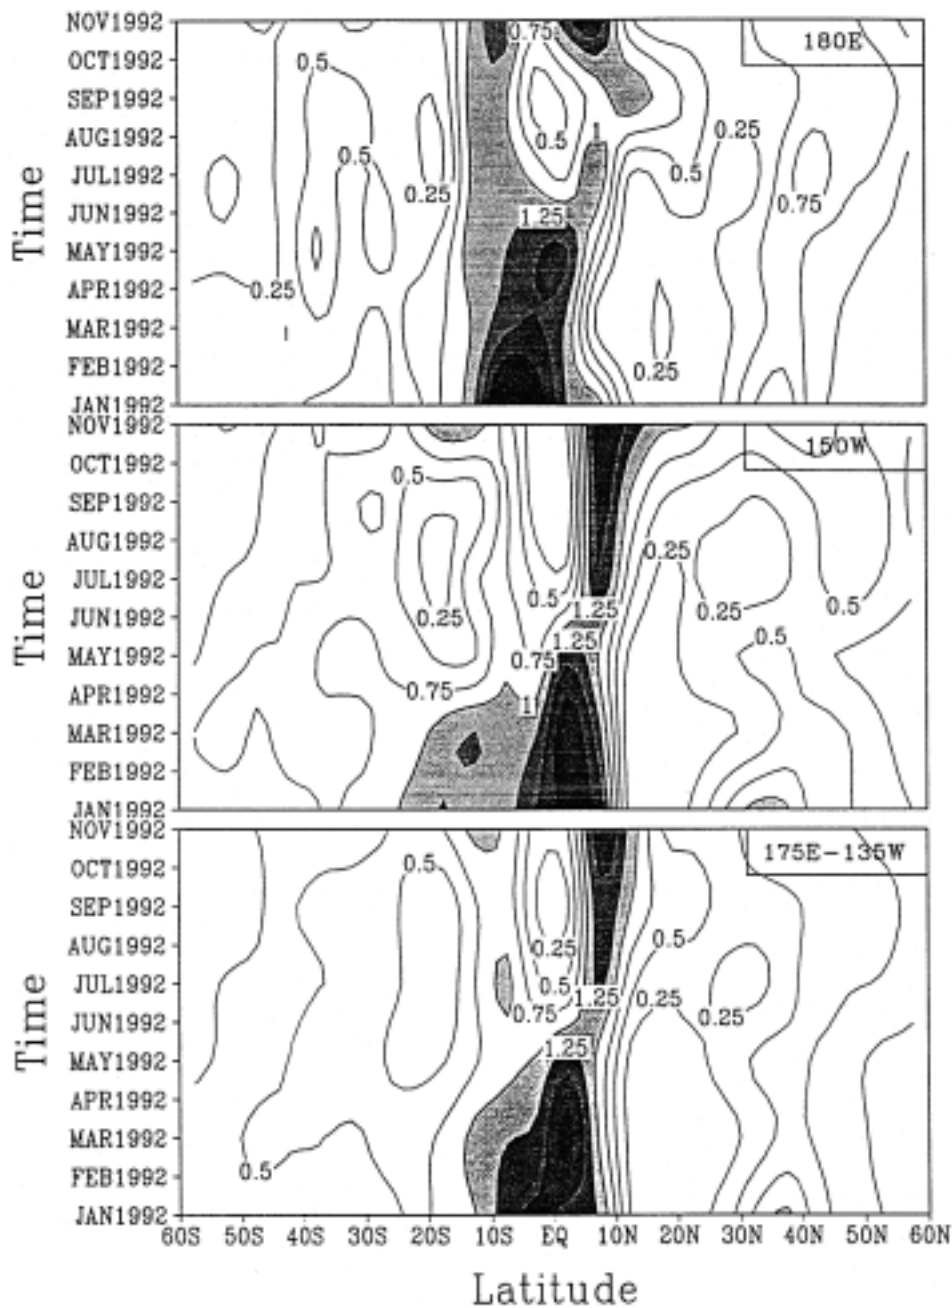 NOV1992
OCT1992
SEP1992
AUG1992
JUL1992
JUN1992
MAY1992
APR1992
MAR1992
FEB1992
JAN1992
Time
180E
0.75
0.5
0.5
1
0.25
0.5
0.5
0.25
0.75
1.25
0.25
0.25
NOV1992
OCT1992
SEP1992
AUG1992
JUL1992
JUN1992
MAY1992
APR1992
MAR1992
FEB1992
JAN1992
Time
150W
0.5
0.25
0.5
1.25
0.25
0.25
0.5
1.25
0.5
0.75
0.75
1
NOV1992
OCT1992
SEP1992
AUG1992
JUL1992
JUN1992
MAY1992
APR1992
MAR1992
FEB1992
JAN1992
Time
175E-135W
0.5
0.25
0.5
0.5
1.25
0.25
0.75
0.25
1.25
0.5
60S 50S 40S 30S 20S 10S EQ 10N 20N 30N 40N 50N 60N
Latitude